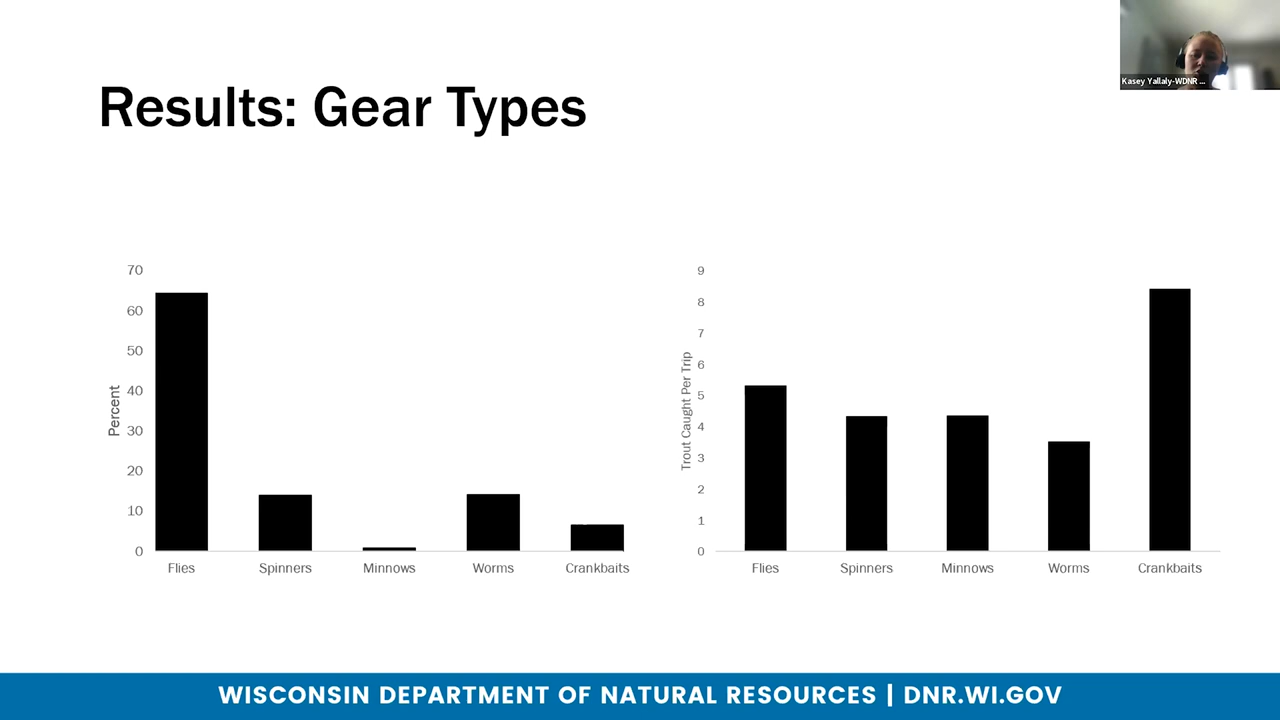 Kasey Yallaly-WDNR ...
Results: Gear Types
70
60
50
40
30
20
10
0
Percent
Flies Spinners Minnows Worms Crankbaits
9
8
7
6
5
4
3
2
1
0
Trout Caught Per Trip
Flies Spinners Minnows Worms Crankbaits
WISCONSIN DEPARTMENT OF NATURAL RESOURCES | DNR.WI.GOV